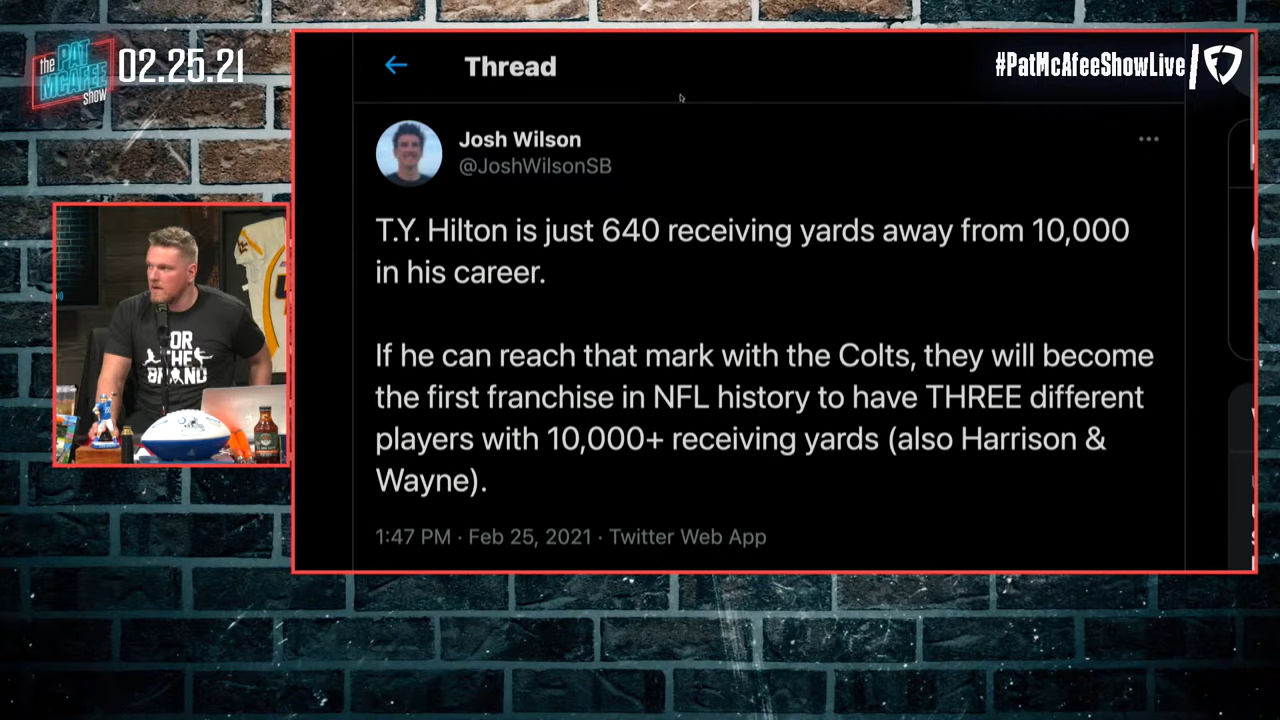 the
PAT
MCAFEE
show
02.25.21
#PatMcAfeeShowLive
Thread
Josh Wilson
@JoshWilsonSB
T.Y. Hilton is just 640 receiving yards away from 10,000
in his career.
If he can reach that mark with the Colts, they will become
the first franchise in NFL history to have THREE different
players with 10,000+ receiving yards (also Harrison &
Wayne).
1:47 PM · Feb 25, 2021 · Twitter Web App
THE